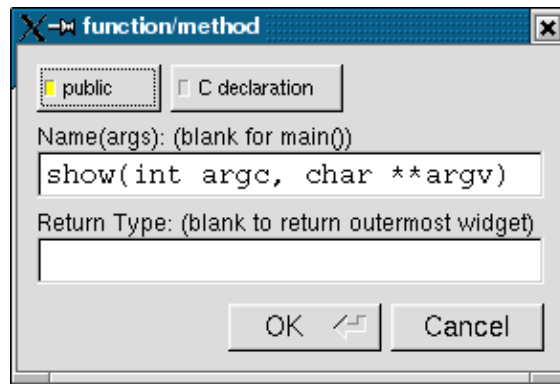 function/method
public
C declaration
Name(args): (blank for main())
show(int argc, char **argv)
Return Type: (blank to return outermost widget)
OK
Cancel